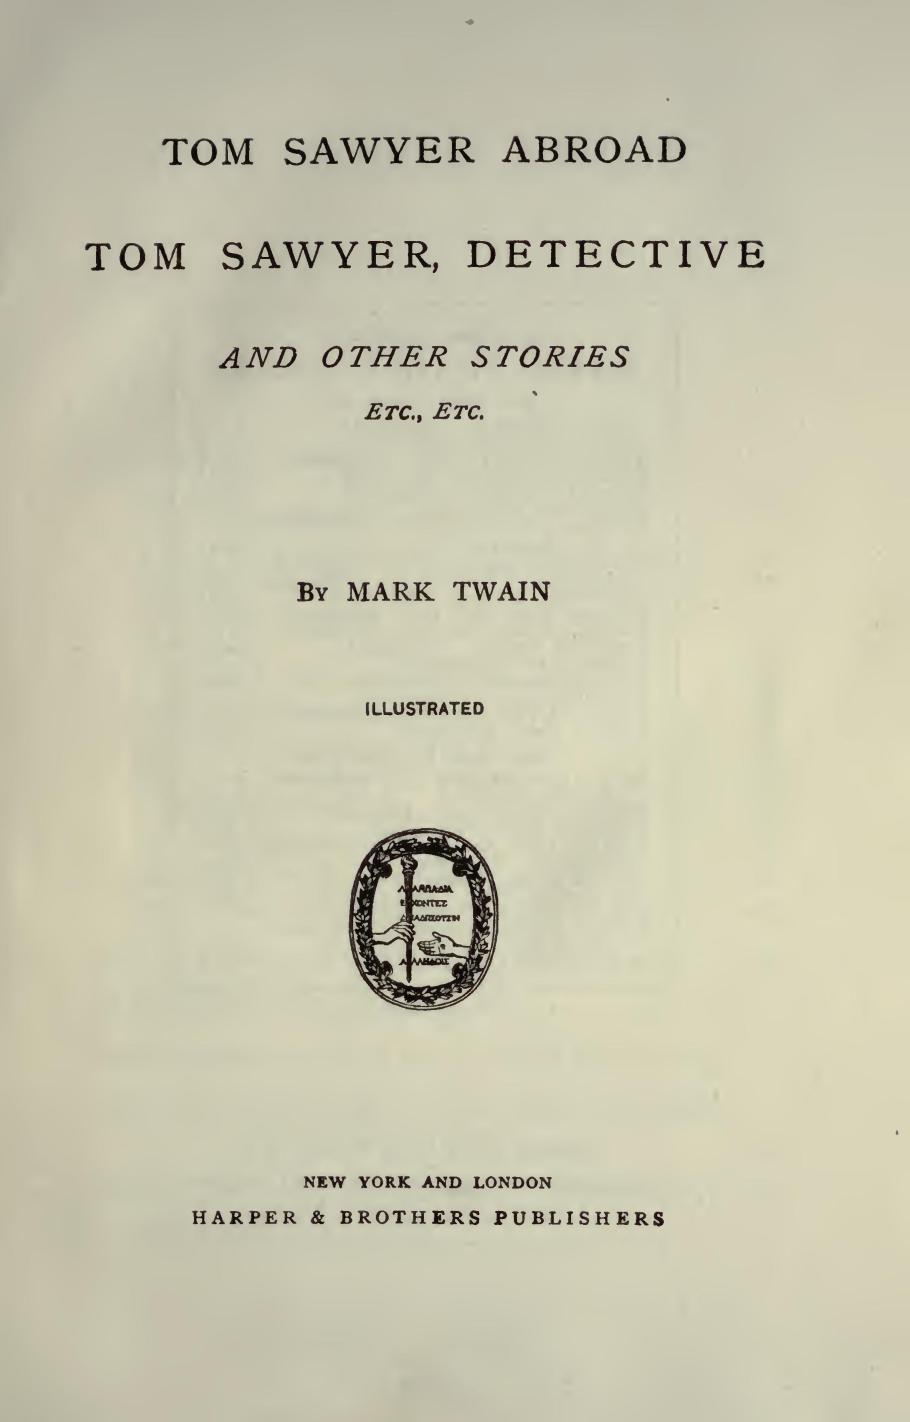 TOM SAWYER ABROAD
TOM SAWYER, DETECTIVE
AND OTHER STORIES
ETC., ETC.
By MARK TWAIN
ILLUSTRATED
NEW YORK AND LONDON
HARPER & BROTHERS PUBLISHERS